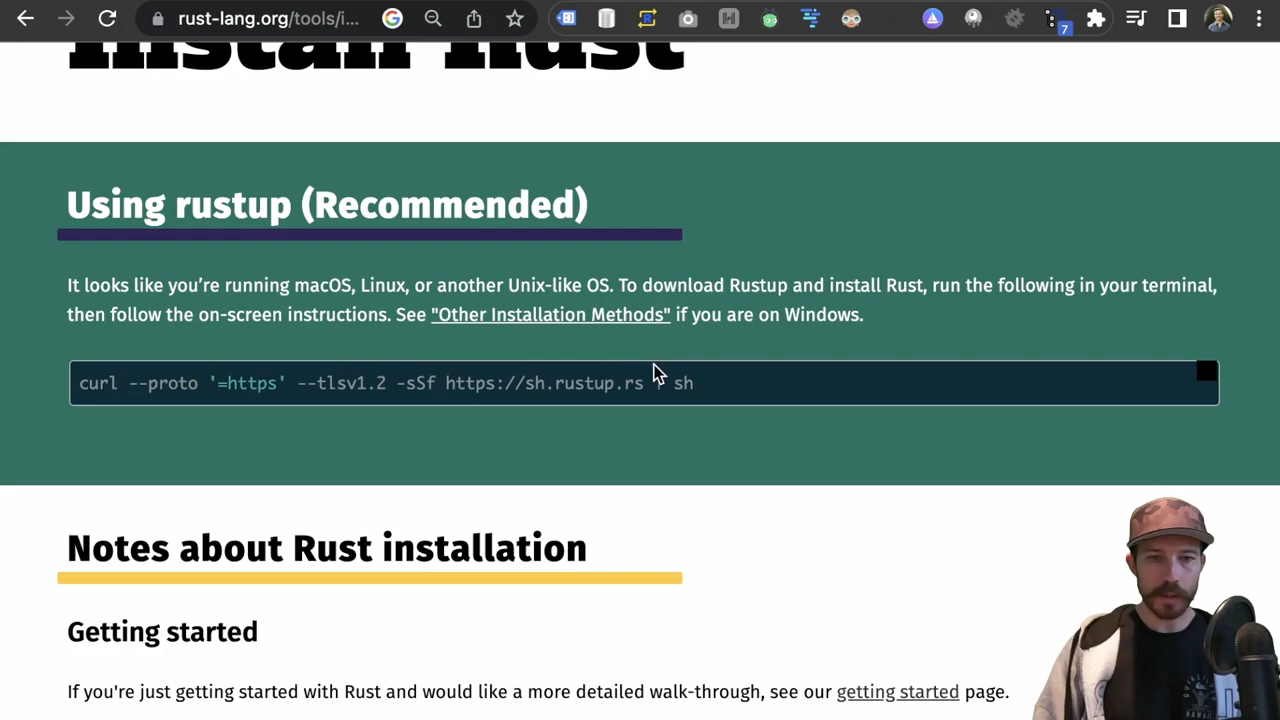 rust-lang.org/tools/i...
7
Install Rust
Using rustup (Recommended)
It looks like you’re running macOS, Linux, or another Unix-like OS. To download Rustup and install Rust, run the following in your terminal,
then follow the on-screen instructions. See "Other Installation Methods" if you are on Windows.
curl --proto '=https' --tlsv1.2 -sSf https://sh.rustup.rs | sh
Notes about Rust installation
Getting started
If you're just getting started with Rust and would like a more detailed walk-through, see our getting started page.